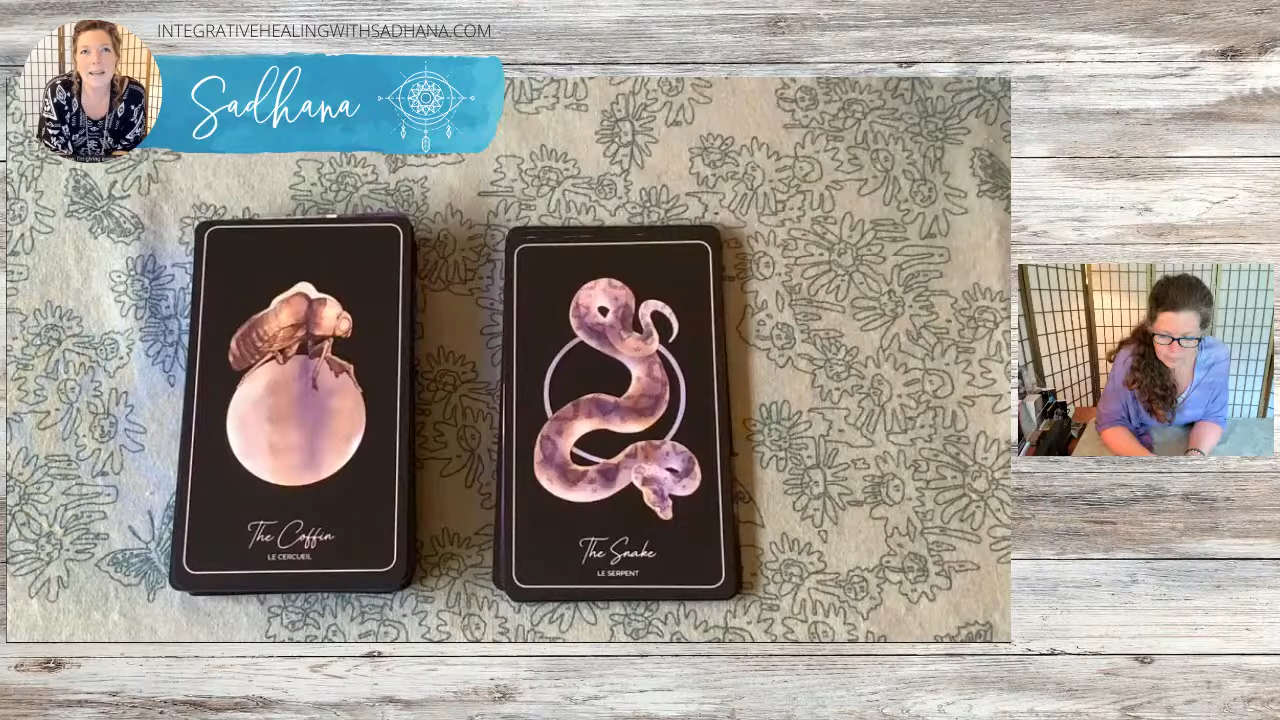 INTEGRATIVEHEALINGWITHSADHANA.COM
Sadhana
The Coffin
LE CERCUEIL
The Snake
LE SERPENT